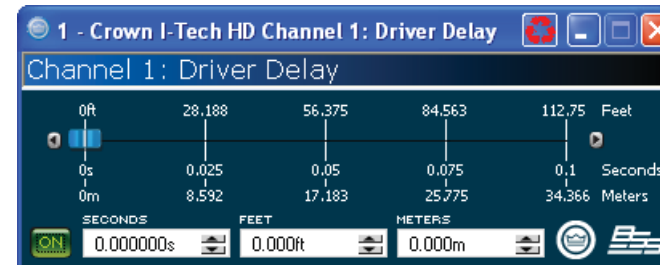 1 - Crown I-Tech HD Channel 1: Driver Delay
Channel 1: Driver Delay
0ft 28.188 56.375 84.563 112.75 Feet
0s 0.025 0.05 0.075 0.1 Seconds
0m 8.592 17.183 25.775 34.366 Meters
SECONDS FEET METERS
ON 0.000000s 0.000ft 0.000m BSS